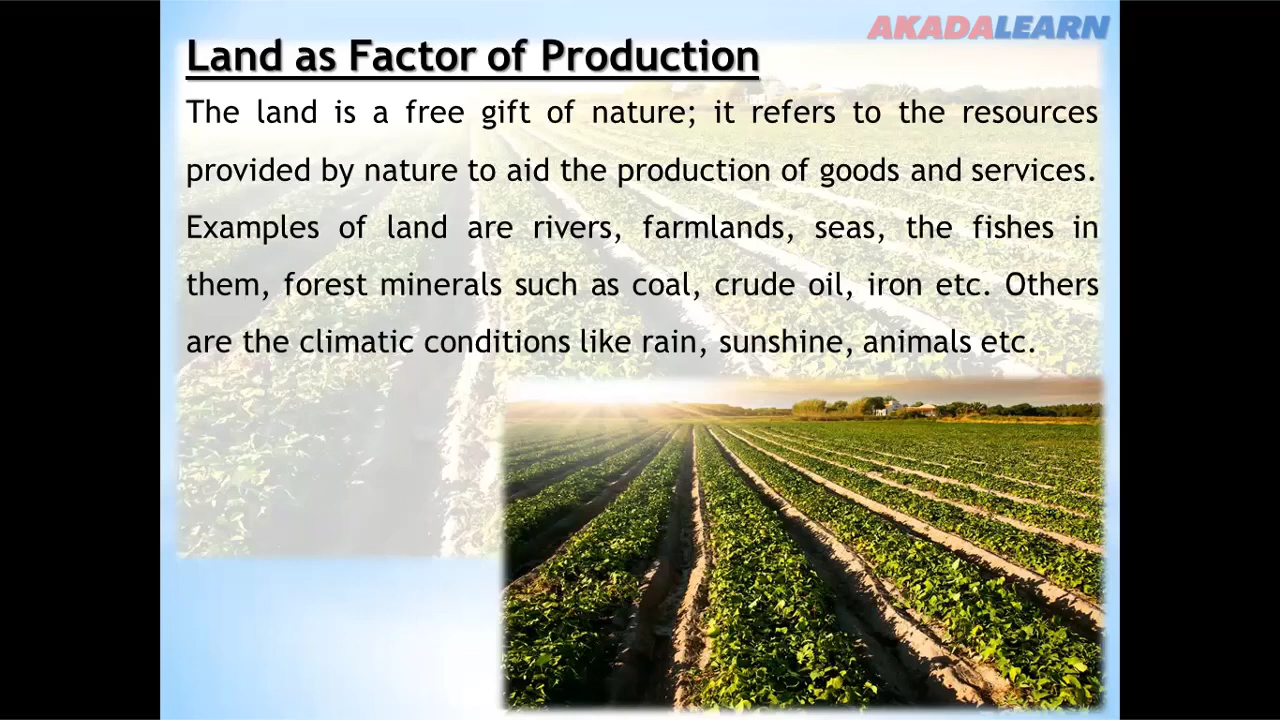 AKADALEARN
Land as Factor of Production
The land is a free gift of nature; it refers to the resources
provided by nature to aid the production of goods and services.
Examples of land are rivers, farmlands, seas, the fishes in
them, forest minerals such as coal, crude oil, iron etc. Others
are the climatic conditions like rain, sunshine, animals etc.